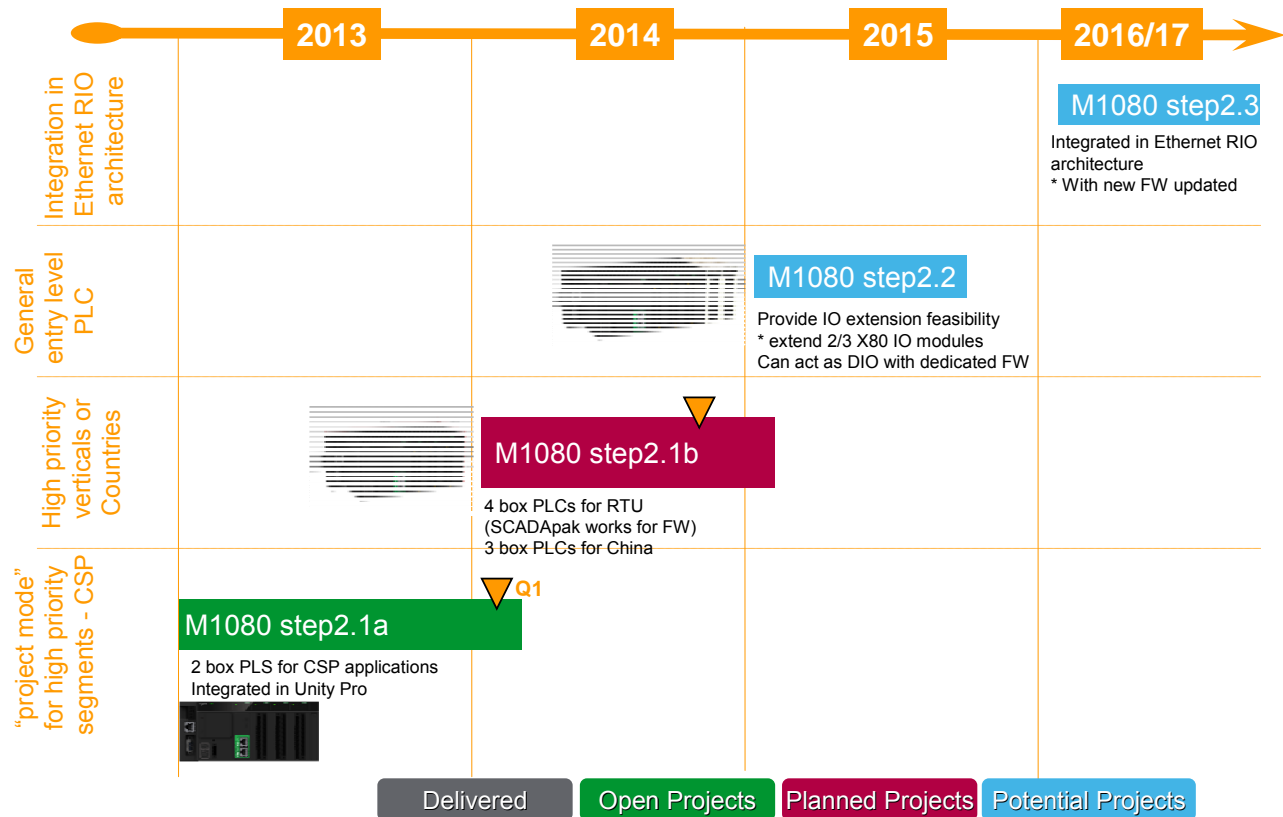 2013
2014
2015
2016/17
Integration in
Ethernet RIO
architecture
M1080 step2.3
Integrated in Ethernet RIO
architecture
* With new FW updated
General
entry level
PLC
M1080 step2.2
Provide IO extension feasibility
* extend 2/3 X80 IO modules
Can act as DIO with dedicated FW
High priority
verticals or
Countries
M1080 step2.1b
4 box PLCs for RTU
(SCADApak works for FW)
3 box PLCs for China
“project mode”
for high priority
segments - CSP
Q1
M1080 step2.1a
2 box PLS for CSP applications
Integrated in Unity Pro
Delivered
Open Projects
Planned Projects
Potential Projects